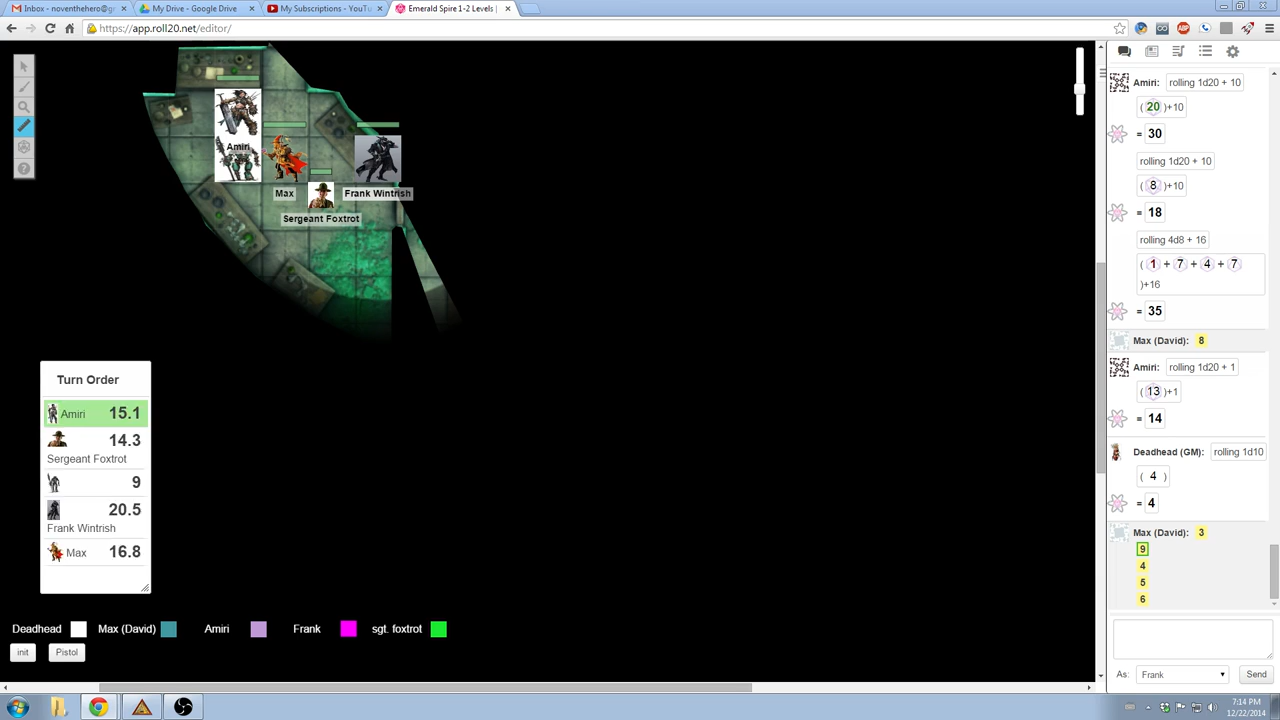 Inbox - noventhero@gr
My Drive - Google Drive
My Subscriptions - YouTu
Emerald Spire 1-2 Levels |
https://app.roll20.net/editor/
ABP
Amiri
Max
Frank Wintrish
Sergeant Foxtrot
Turn Order
Amiri 15.1
14.3
Sergeant Foxtrot
9
20.5
Frank Wintrish
Max 16.8
Deadhead
Max (David)
Amiri
Frank
sgt. foxtrot
init
Pistol
Amiri: rolling 1d20 + 10
( 20 )+10
= 30
rolling 1d20 + 10
( 8 )+10
= 18
rolling 4d8 + 16
( 1 + 7 + 4 + 7
)+16
= 35
Max (David): 8
Amiri: rolling 1d20 + 1
( 13 )+1
= 14
Deadhead (GM): rolling 1d10
( 4 )
= 4
Max (David): 3
9
4
5
6
As: Frank
Send
7:14 PM
12/22/2014